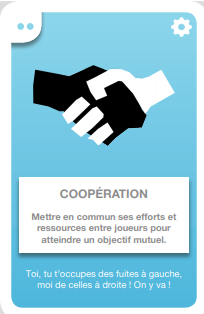 COOPÉRATION
Mettre en commun ses efforts et
ressources entre joueurs pour
atteindre un objectif mutuel.
Toi, tu t'occupes des fuites à gauche,
moi de celles à droite ! On y va !